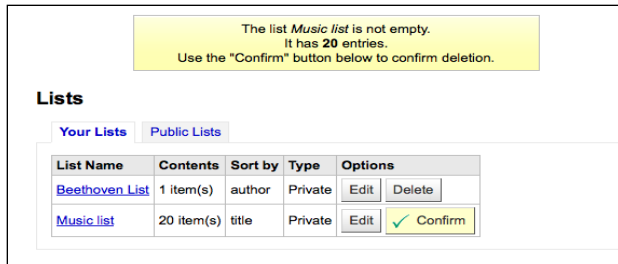 The list Music list is not empty.
It has 20 entries.
Use the "Confirm" button below to confirm deletion.
Lists
Your Lists Public Lists
List Name Contents Sort by Type Options
Beethoven List 1 item(s) author Private Edit Delete
Music list 20 item(s) title Private Edit Confirm